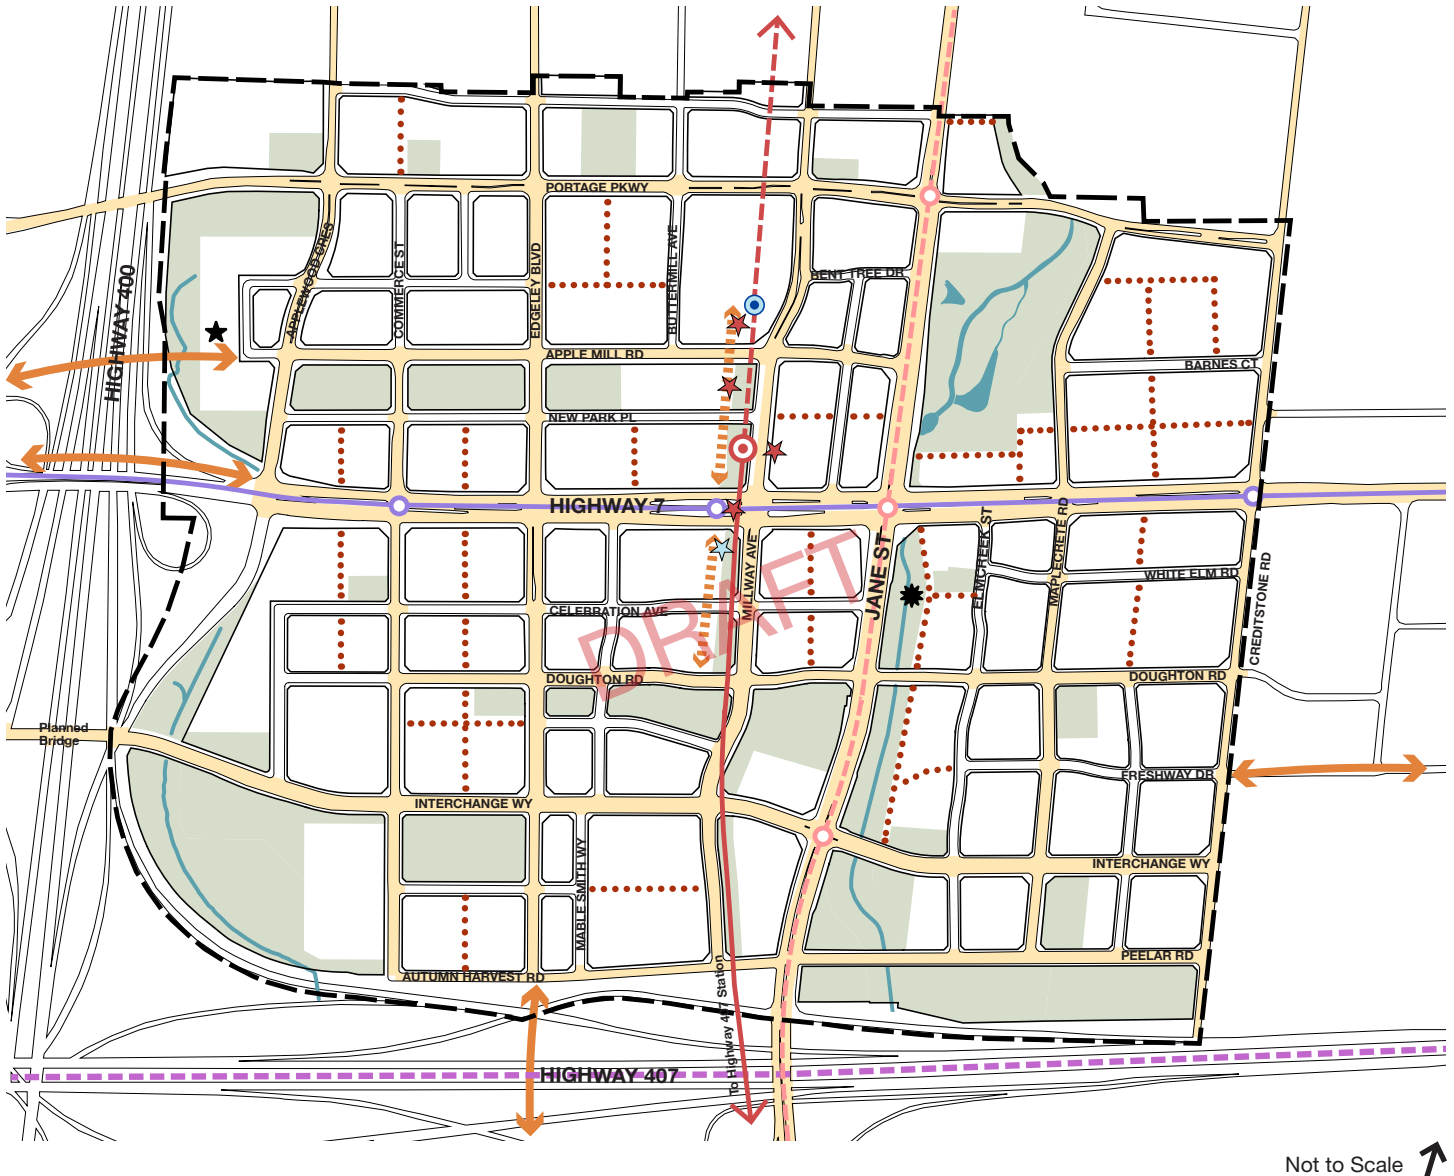 PORTAGE PKWY
APPLEWOOD CRES
COMMERCE ST
EDGELEY BLVD
BUTTERMILL AVE
BENT TREE DR
HIGHWAY 400
APPLE MILL RD
BARNES CT
NEW PARK PL
HIGHWAY 7
MILLWAY AVE
JANE ST
ELMCREEK ST
MAPLECRETE RD
WHITE ELM RD
CREDITSTONE RD
CELEBRATION AVE
DRAFT
DOUGHTON RD
DOUGHTON RD
Planned
Bridge
FRESHWAY DR
INTERCHANGE WY
MABLE SMITH WY
INTERCHANGE WY
PEELAR RD
AUTUMN HARVEST RD
To Highway 407 Station
HIGHWAY 407
Not to Scale